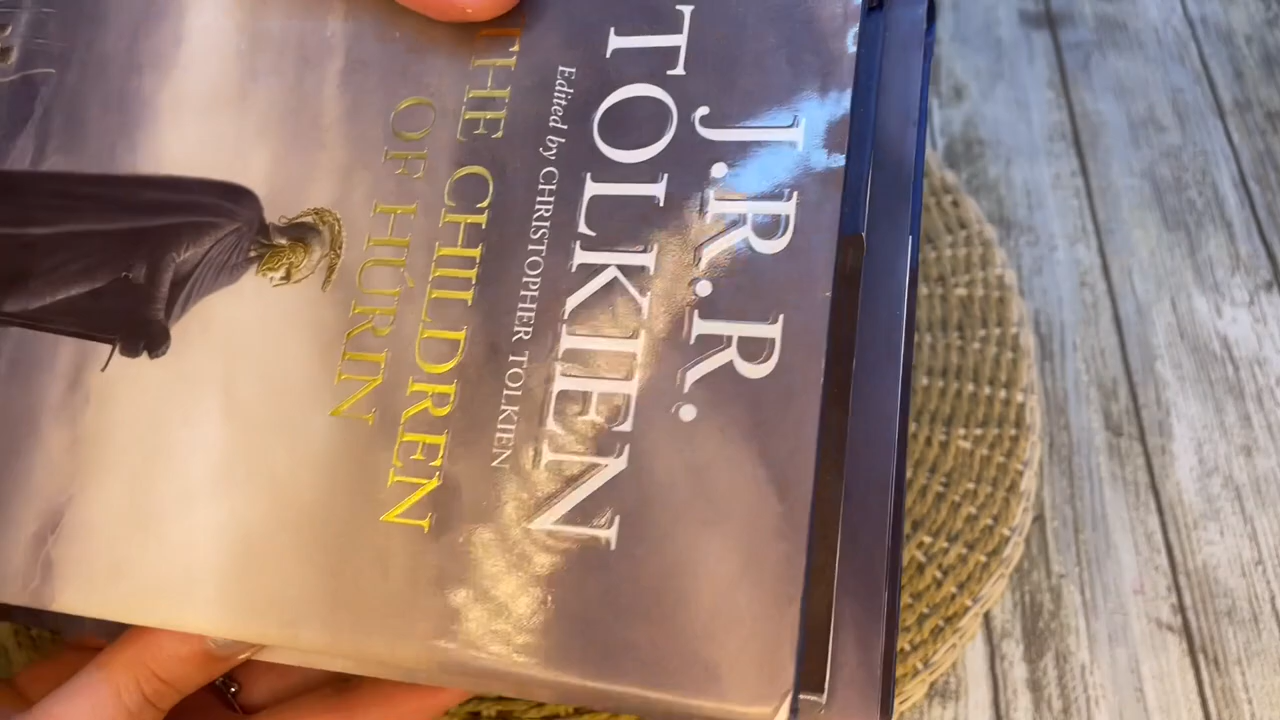 J.R.R.
TOLKIEN
Edited by CHRISTOPHER TOLKIEN
THE CHILDREN
OF HÚRIN